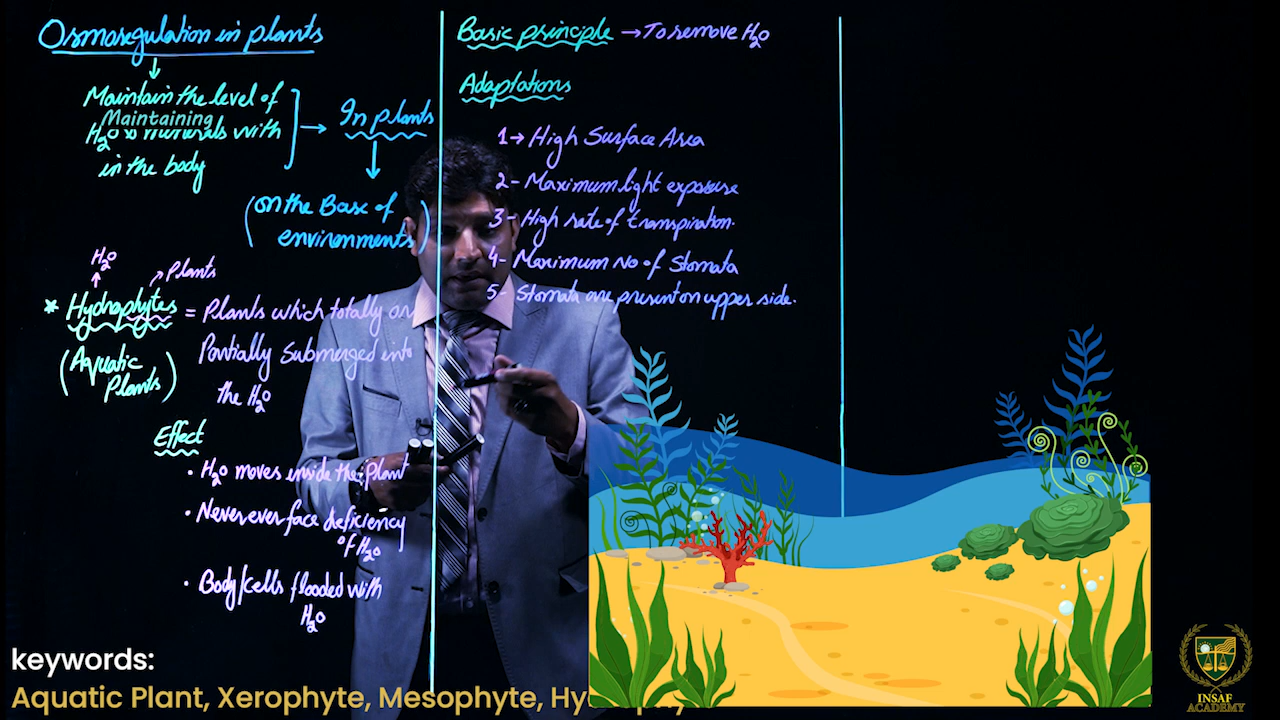 Osmoregulation in plants
Maintain the level of
Maintaining
H2O & minerals with
in the body
In plants
(on the Base of
environments)
H2O
Plants
* Hydrophytes = Plants which totally or
(Aquatic
Plants)
Partially Submerged into
the H2O
Effect
• H2O moves inside the plant
• Never ever face deficiency
of H2O
• Body/cells flooded with
H2O
Basic principle → To remove H2O
Adaptations
1 → High Surface Area
2- Maximum light exposure
3- High rate of transpiration.
4- Maximum no of Stomata
5- Stomata are present on upper side.
keywords:
Aquatic Plant, Xerophyte, Mesophyte, Hy
INSAF
ACADEMY